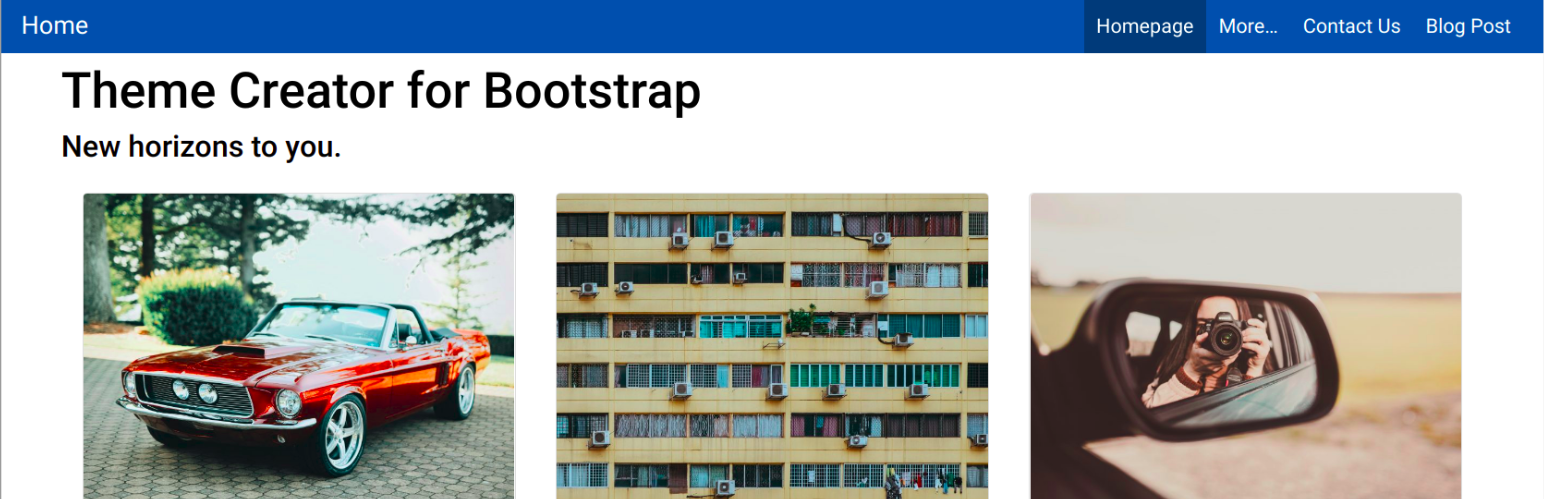 Home Homepage More... Contact Us Blog Post
Theme Creator for Bootstrap
New horizons to you.